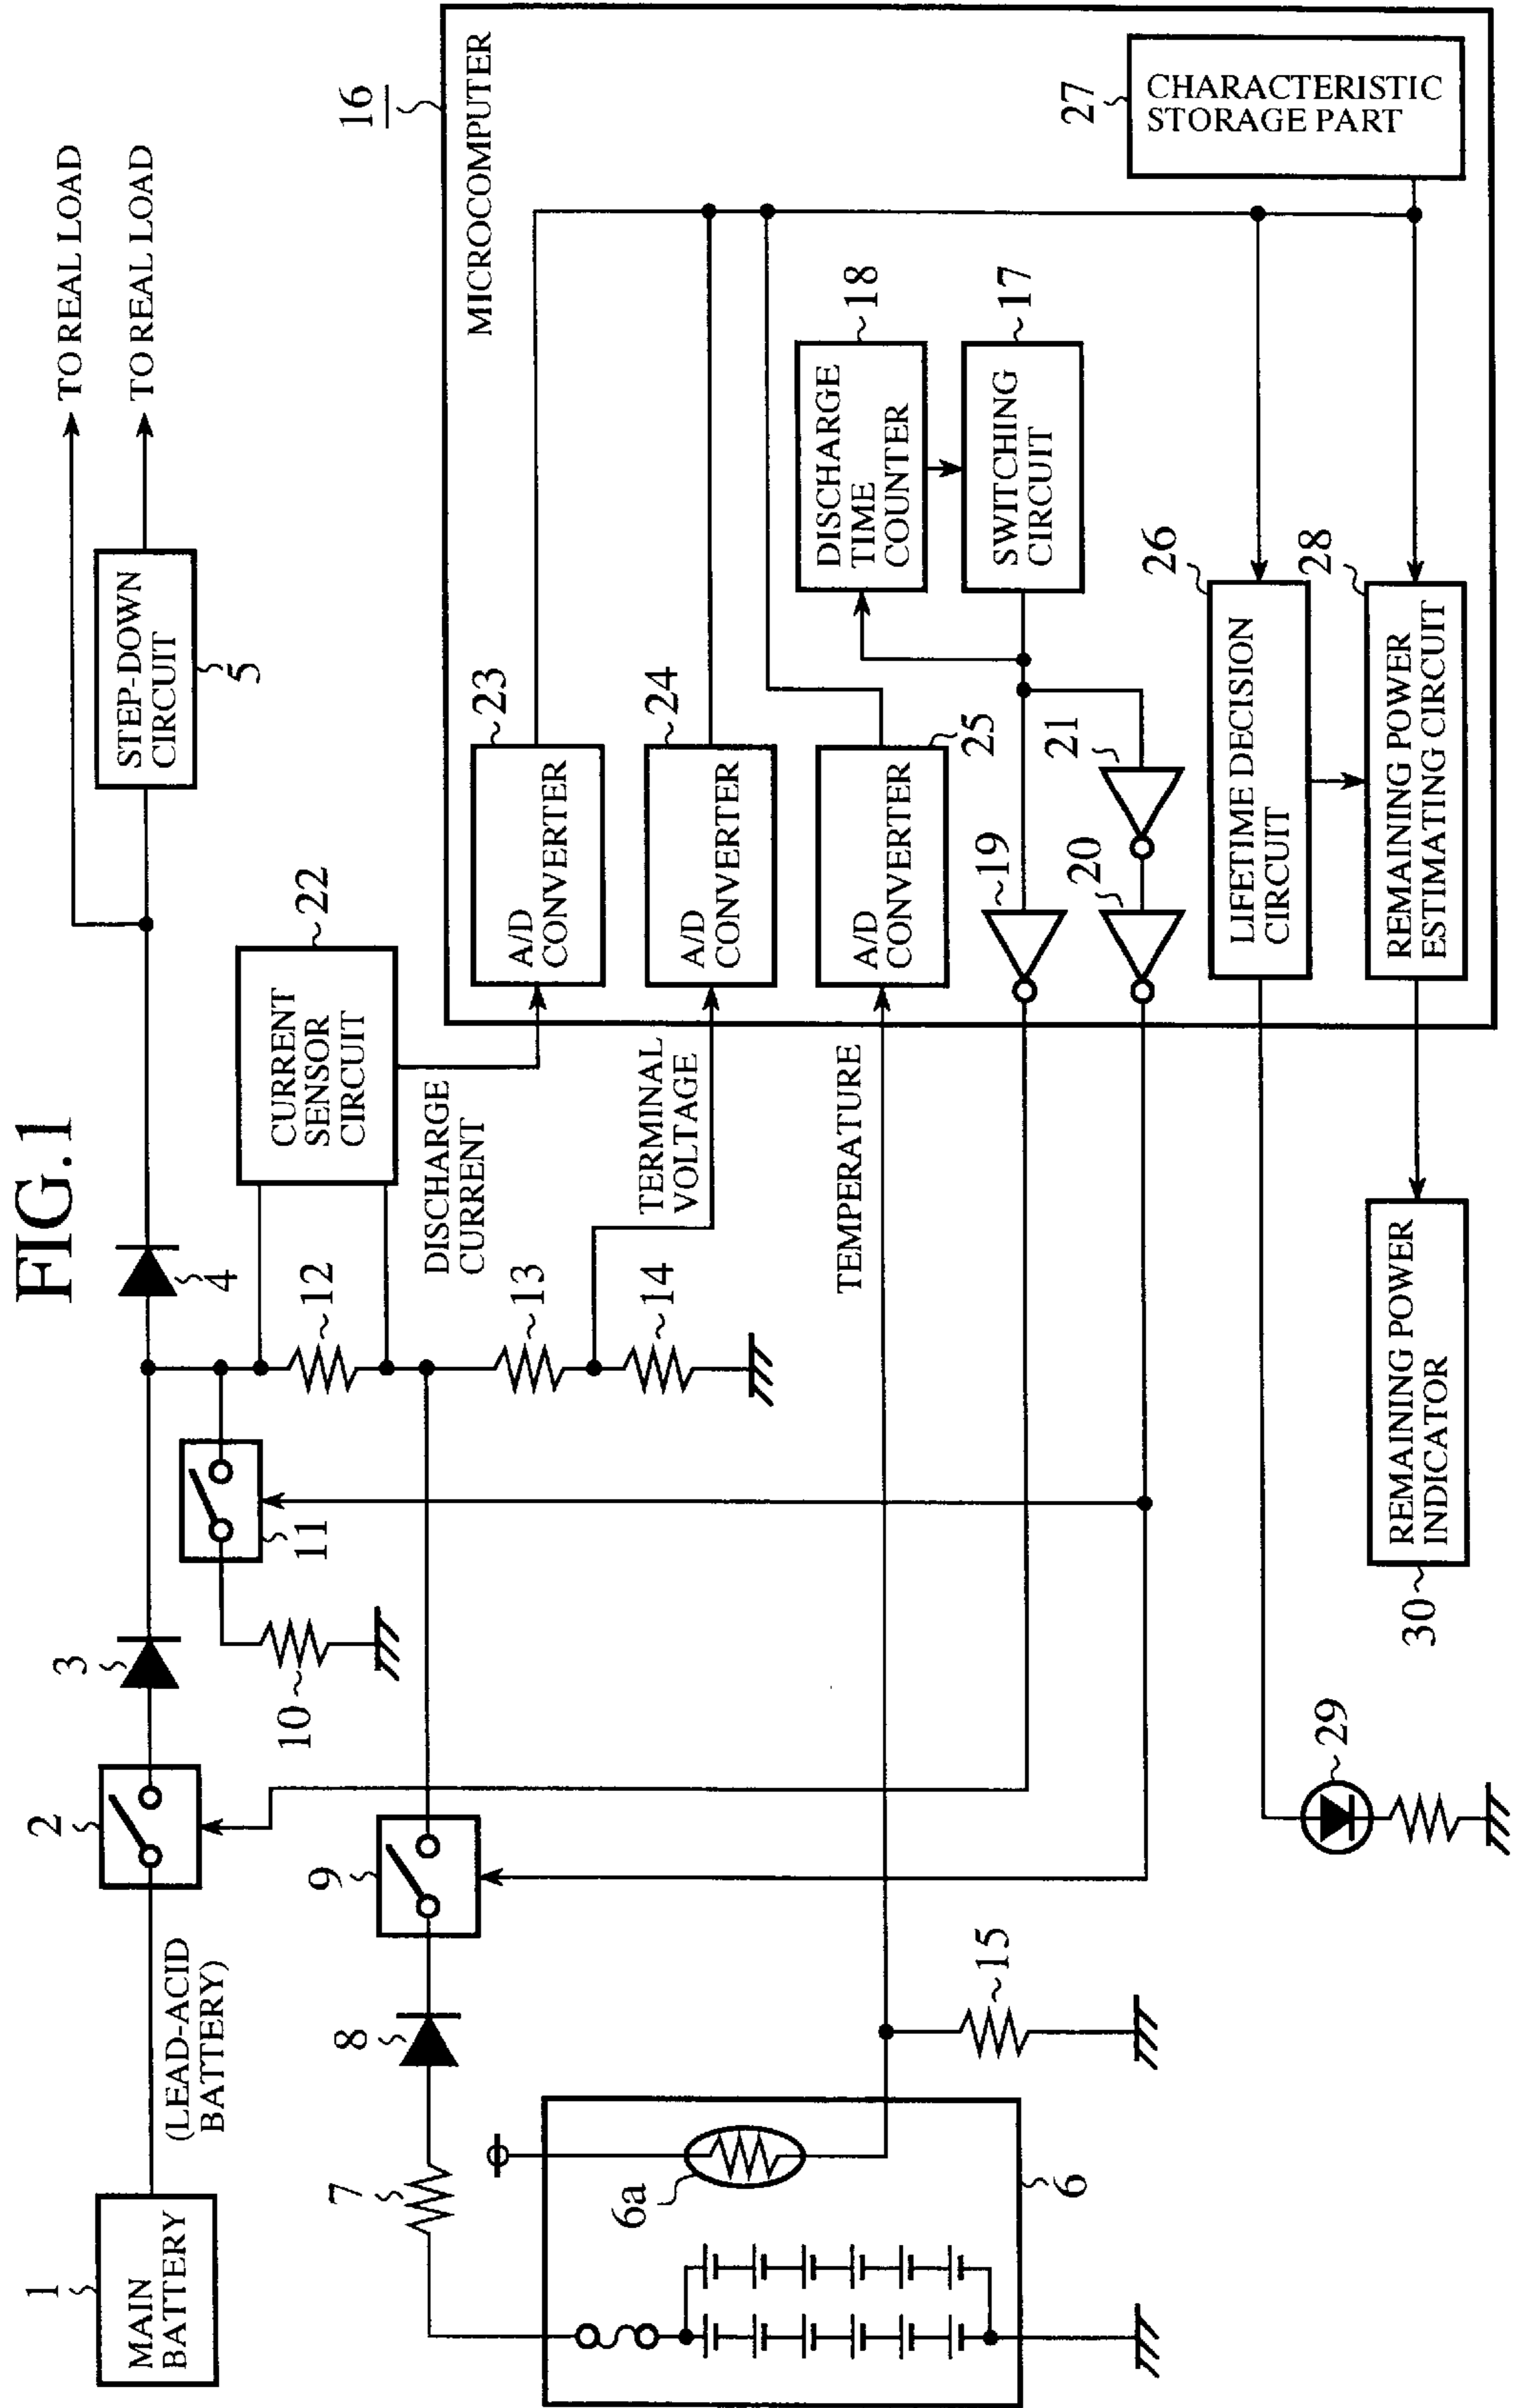 FIG.1
1
MAIN
BATTERY
(LEAD-ACID
BATTERY)
2
3
4
STEP-DOWN
CIRCUIT
5
TO REAL LOAD
TO REAL LOAD
10
11
12
CURRENT
SENSOR
CIRCUIT
22
DISCHARGE
CURRENT
13
14
TERMINAL
VOLTAGE
7
8
9
6a
6
15
TEMPERATURE
16
MICROCOMPUTER
A/D
CONVERTER
23
A/D
CONVERTER
24
A/D
CONVERTER
25
DISCHARGE
TIME
COUNTER
18
SWITCHING
CIRCUIT
17
19
20
21
LIFETIME DECISION
CIRCUIT
26
REMAINING POWER
ESTIMATING CIRCUIT
28
27
CHARACTERISTIC
STORAGE PART
29
30
REMAINING POWER
INDICATOR